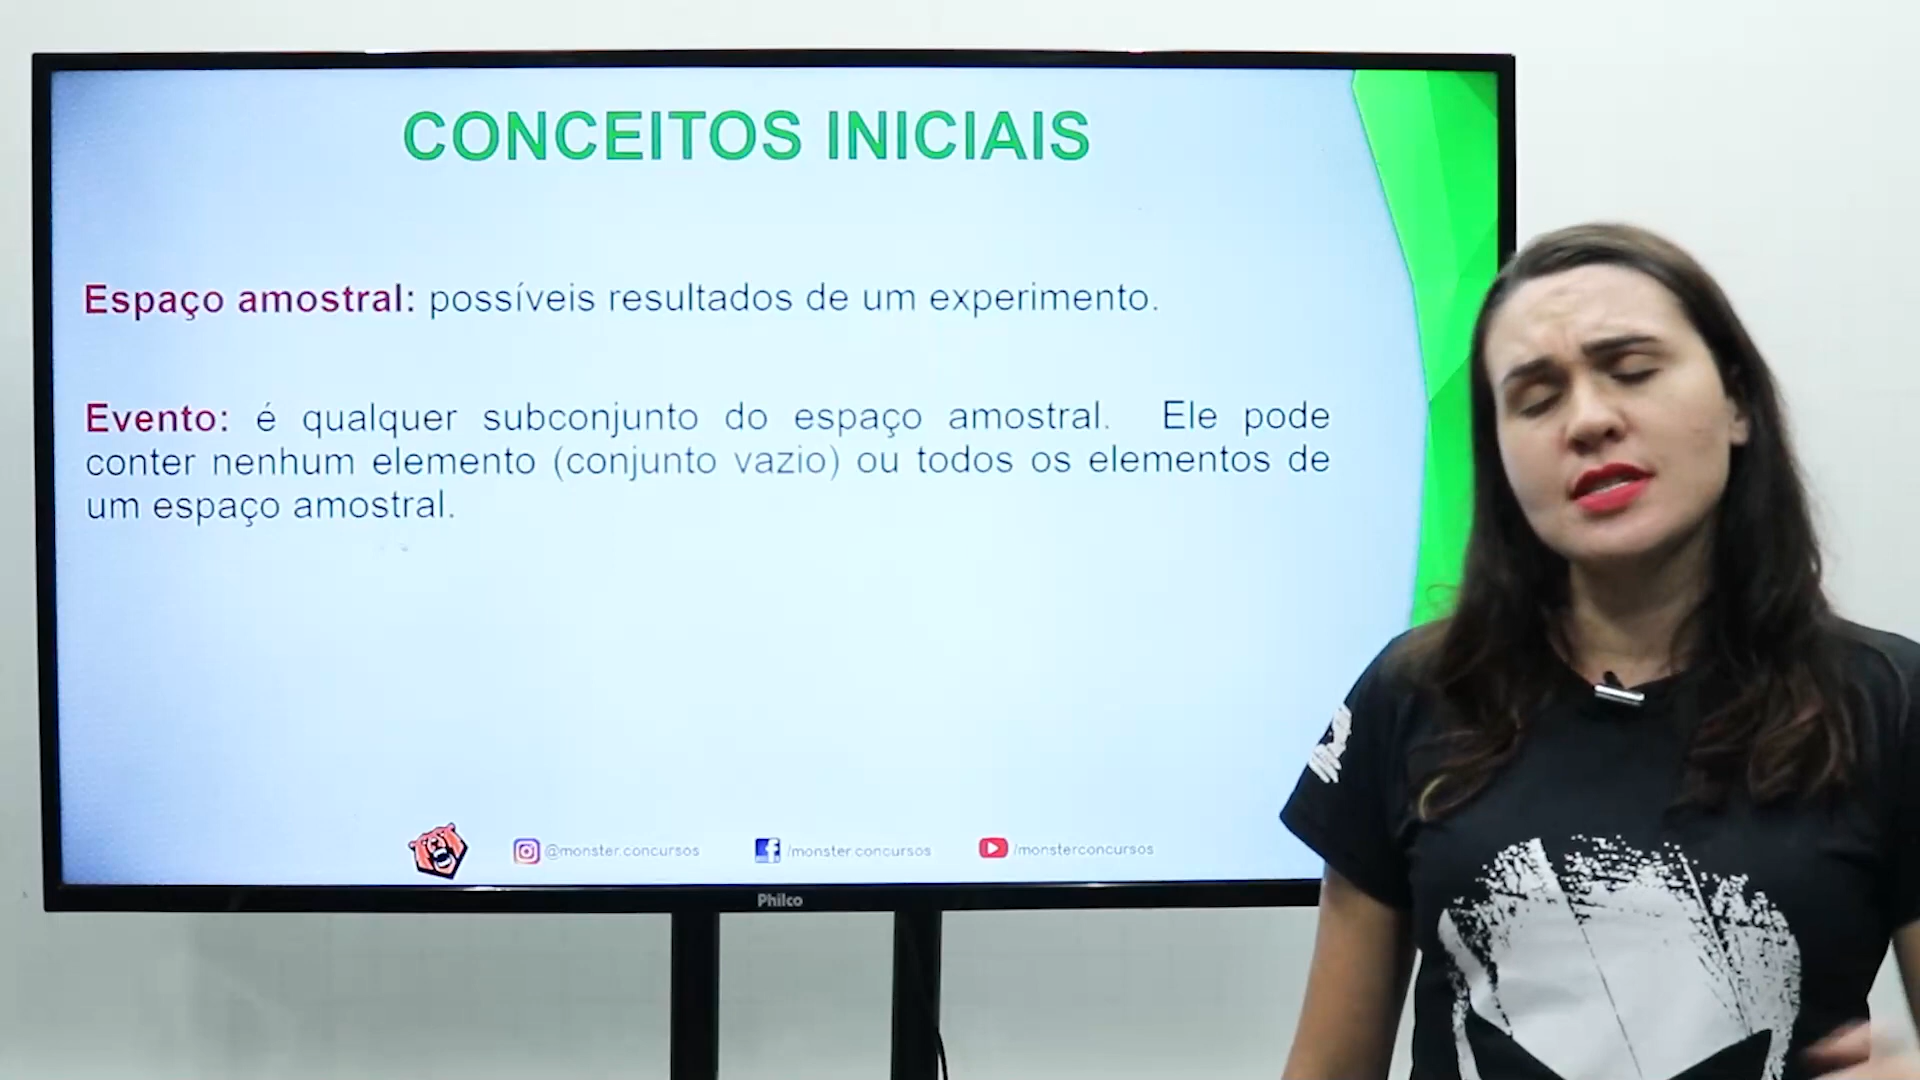 CONCEITOS INICIAIS
Espaço amostral: possíveis resultados de um experimento.
Evento: é qualquer subconjunto do espaço amostral. Ele pode
conter nenhum elemento (conjunto vazio) ou todos os elementos de
um espaço amostral.
@monster.concursos /monster.concursos /monsterconcursos
Philco